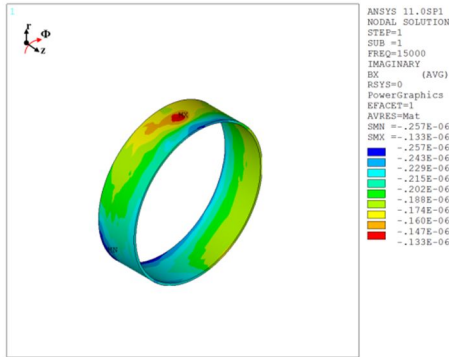 1
r
Φ
z
MX
MN
ANSYS 11.0SP1
NODAL SOLUTION
STEP=1
SUB =1
FREQ=15000
IMAGINARY
BX (AVG)
RSYS=0
PowerGraphics
EFACET=1
AVRES=Mat
SMN =-.257E-06
SMX =-.133E-06
-.257E-06
-.243E-06
-.229E-06
-.215E-06
-.202E-06
-.188E-06
-.174E-06
-.160E-06
-.147E-06
-.133E-06